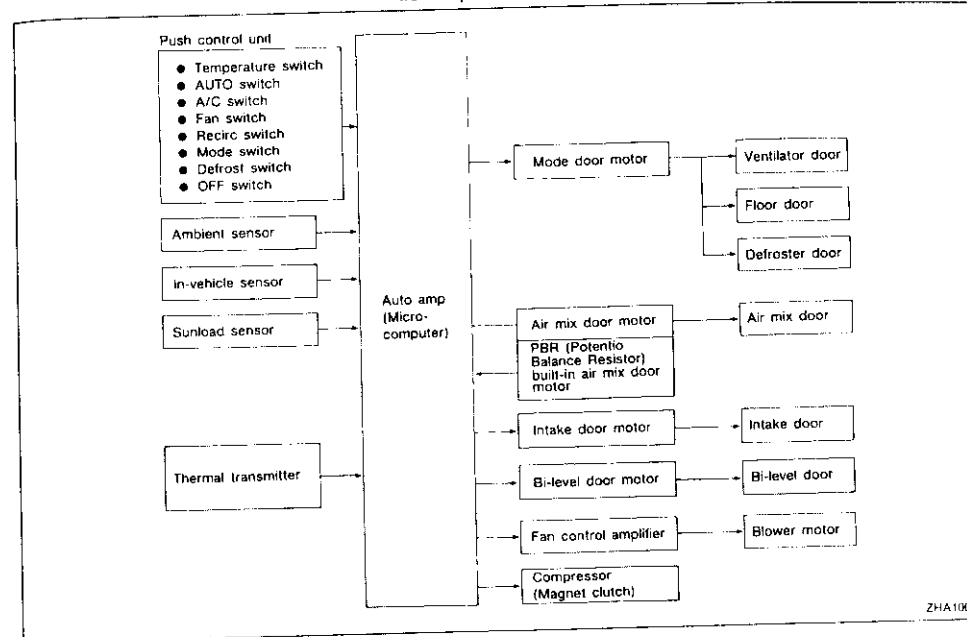 Push control unit
● Temperature switch
● AUTO switch
● A/C switch
● Fan switch
● Recirc switch
● Mode switch
● Defrost switch
● OFF switch
Ambient sensor
In-vehicle sensor
Sunload sensor
Thermal transmitter
Auto amp
(Micro-
computer)
Mode door motor
Ventilator door
Floor door
Defroster door
Air mix door motor
Air mix door
PBR (Potentio
Balance Resistor)
built-in air mix door
motor
Intake door motor
Intake door
Bi-level door motor
Bi-level door
Fan control amplifier
Blower motor
Compressor
(Magnet clutch)